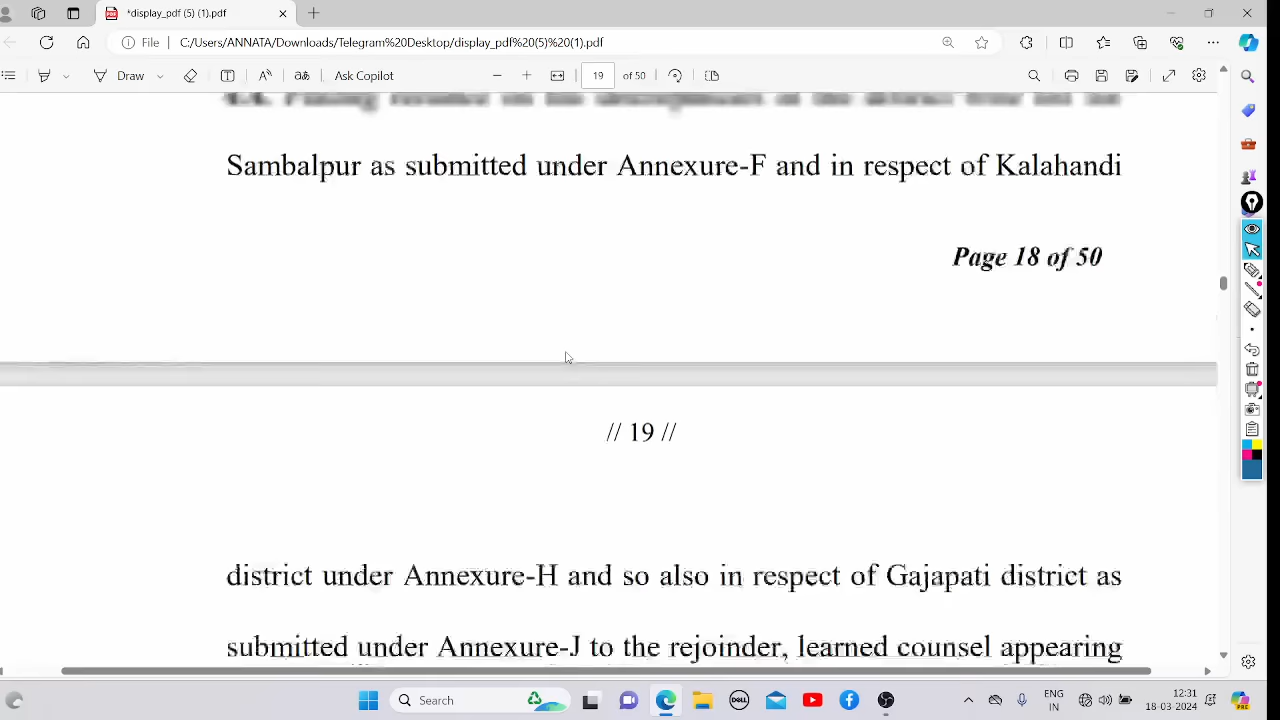 *display_pdf (5) (1).pdf
File C:/Users/ANNATA/Downloads/Telegram%20Desktop/display_pdf%20(5)%20(1).pdf
Draw Ask Copilot 19 of 50
Sambalpur as submitted under Annexure-F and in respect of Kalahandi
Page 18 of 50
// 19 //
district under Annexure-H and so also in respect of Gajapati district as
submitted under Annexure-J to the rejoinder, learned counsel appearing
Search
ENG
IN
12:31
18-03-2024